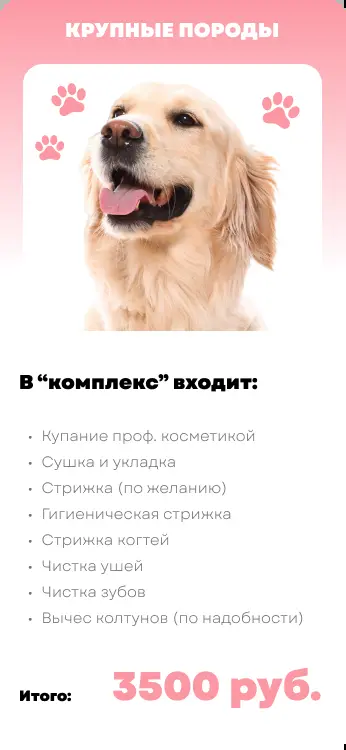 КРУПНЫЕ ПОРОДЫ
В “комплекс” входит:
• Купание проф. косметикой
• Сушка и укладка
• Стрижка (по желанию)
• Гигиеническая стрижка
• Стрижка когтей
• Чистка ушей
• Чистка зубов
• Вычес колтунов (по надобности)
Итого: 3500 руб.